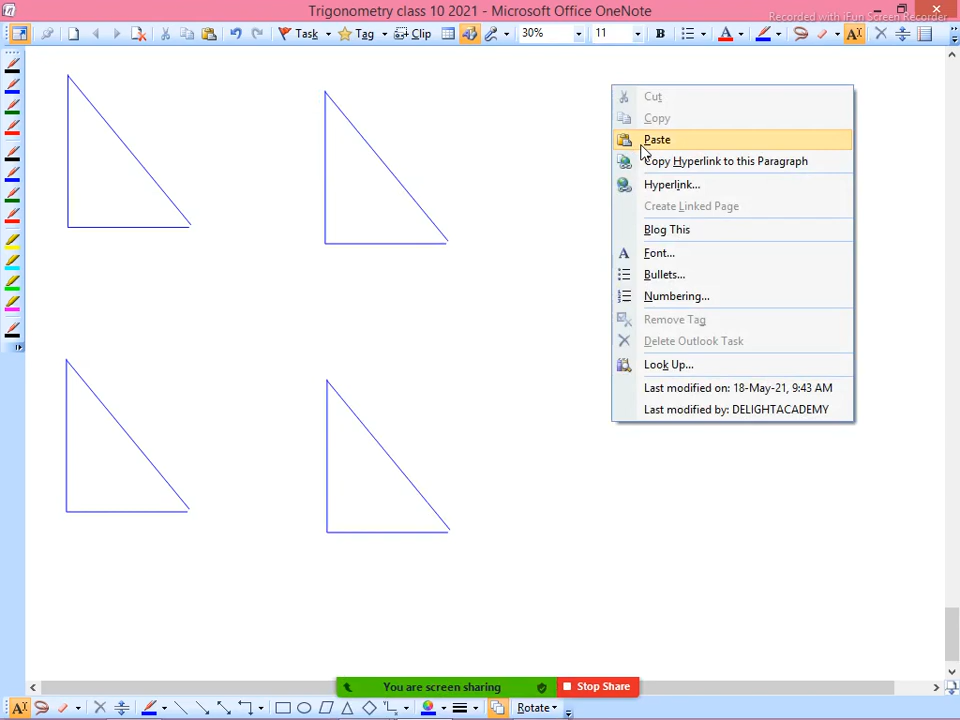 Trigonometry class 10 2021 - Microsoft Office OneNote
Recorded with iFun Screen Recorder
Task
Tag
Clip
30%
11
B
A
A
Cut
Copy
Paste
Copy Hyperlink to this Paragraph
Hyperlink...
Create Linked Page
Blog This
A Font...
Bullets...
Numbering...
Remove Tag
Delete Outlook Task
Look Up...
Last modified on: 18-May-21, 9:43 AM
Last modified by: DELIGHTACADEMY
You are screen sharing
Stop Share
A
Rotate